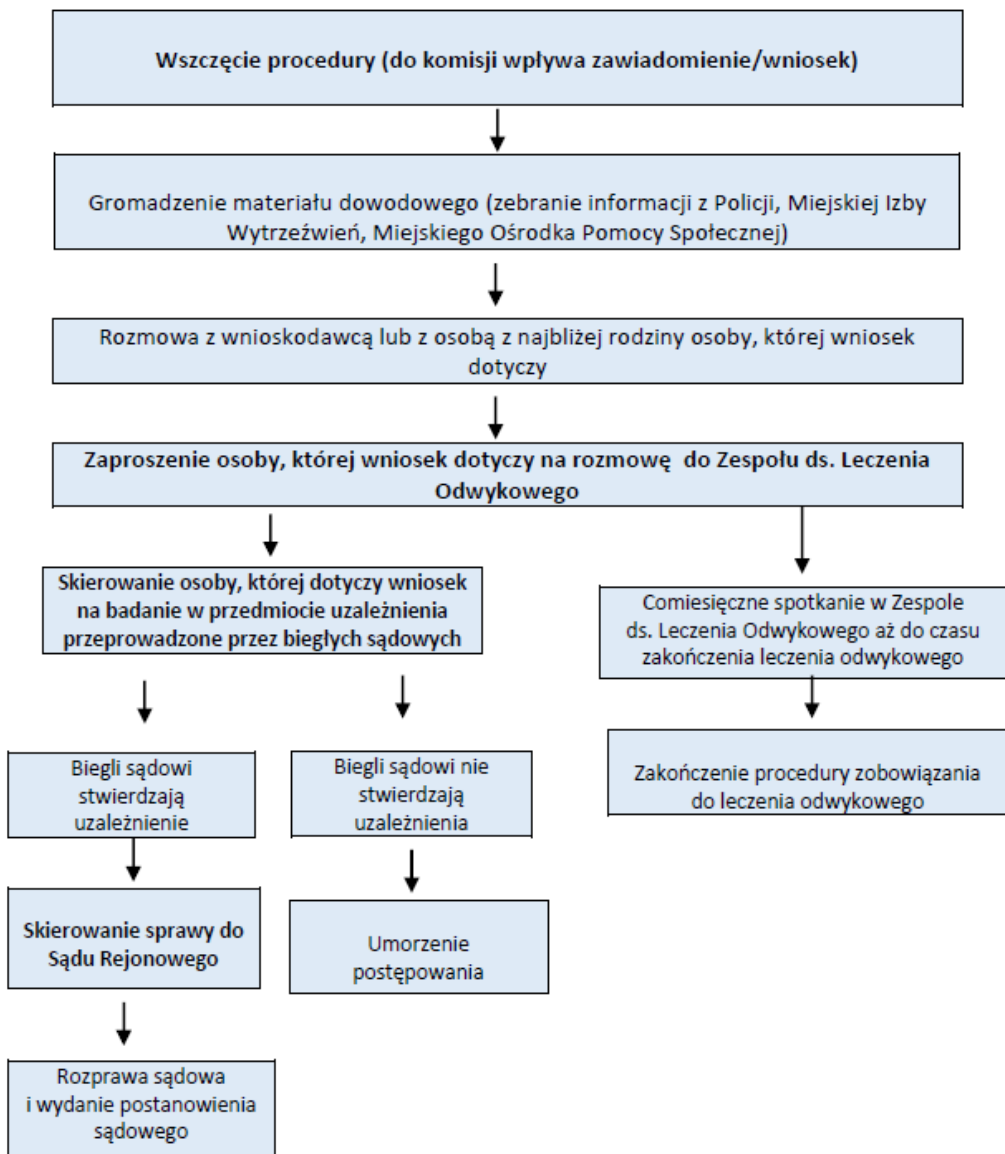 Wszczęcie procedury (do komisji wpływa zawiadomienie/wniosek)
Gromadzenie materiału dowodowego (zebranie informacji z Policji, Miejskiej Izby
Wytrzeźwień, Miejskiego Ośrodka Pomocy Społecznej)
Rozmowa z wnioskodawcą lub z osobą z najbliżej rodziny osoby, której wniosek
dotyczy
Zaproszenie osoby, której wniosek dotyczy na rozmowę do Zespołu ds. Leczenia
Odwykowego
Skierowanie osoby, której dotyczy wniosek
na badanie w przedmiocie uzależnienia
przeprowadzone przez biegłych sądowych
Comiesięczne spotkanie w Zespole
ds. Leczenia Odwykowego aż do czasu
zakończenia leczenia odwykowego
Biegli sądowi
stwierdzają
uzależnienie
Biegli sądowi nie
stwierdzają
uzależnienia
Zakończenie procedury zobowiązania
do leczenia odwykowego
Skierowanie sprawy do
Sądu Rejonowego
Umorzenie
postępowania
Rozprawa sądowa
i wydanie postanowienia
sądowego